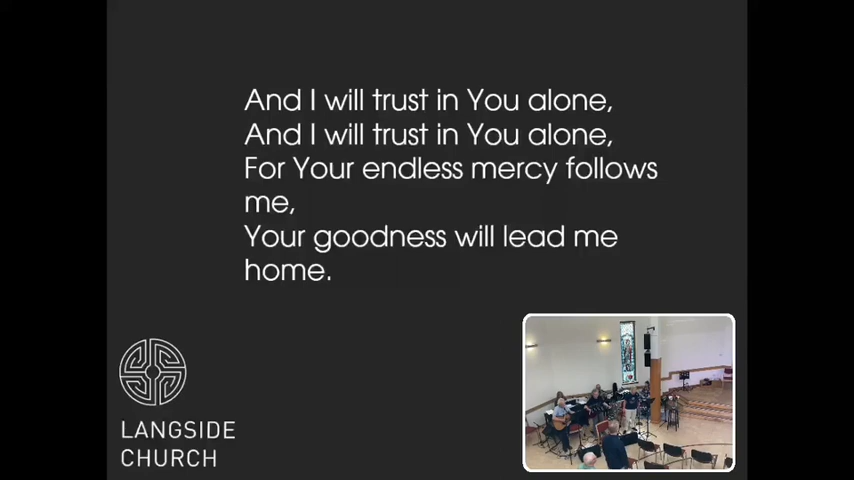 And I will trust in You alone,
And I will trust in You alone,
For Your endless mercy follows
me,
Your goodness will lead me
home.
LANGSIDE
CHURCH